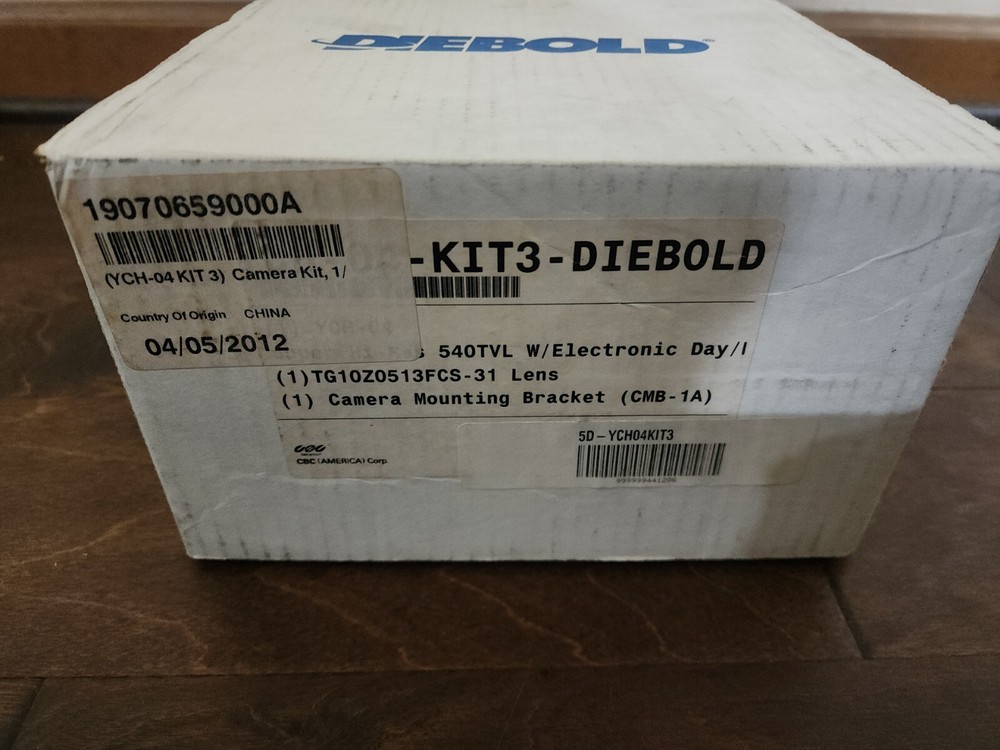 DIEBOLD
19070659000A
(YCH-04 KIT 3) Camera Kit, 1/
Country Of Origin CHINA
04/05/2012
-KIT3-DIEBOLD
540TVL W/Electronic Day/
(1)TG10Z0513FCS-31 Lens
(1) Camera Mounting Bracket (CMB-1A)
CBC (AMERICA) Corp.
5D-YCH04KIT3